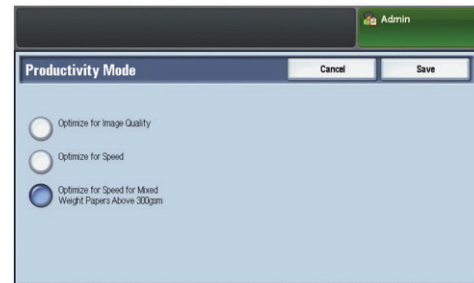 Admin
Productivity Mode
Cancel
Save
Optimize for Image Quality
Optimize for Speed
Optimize for Speed for Mixed
Weight Papers Above 300gsm